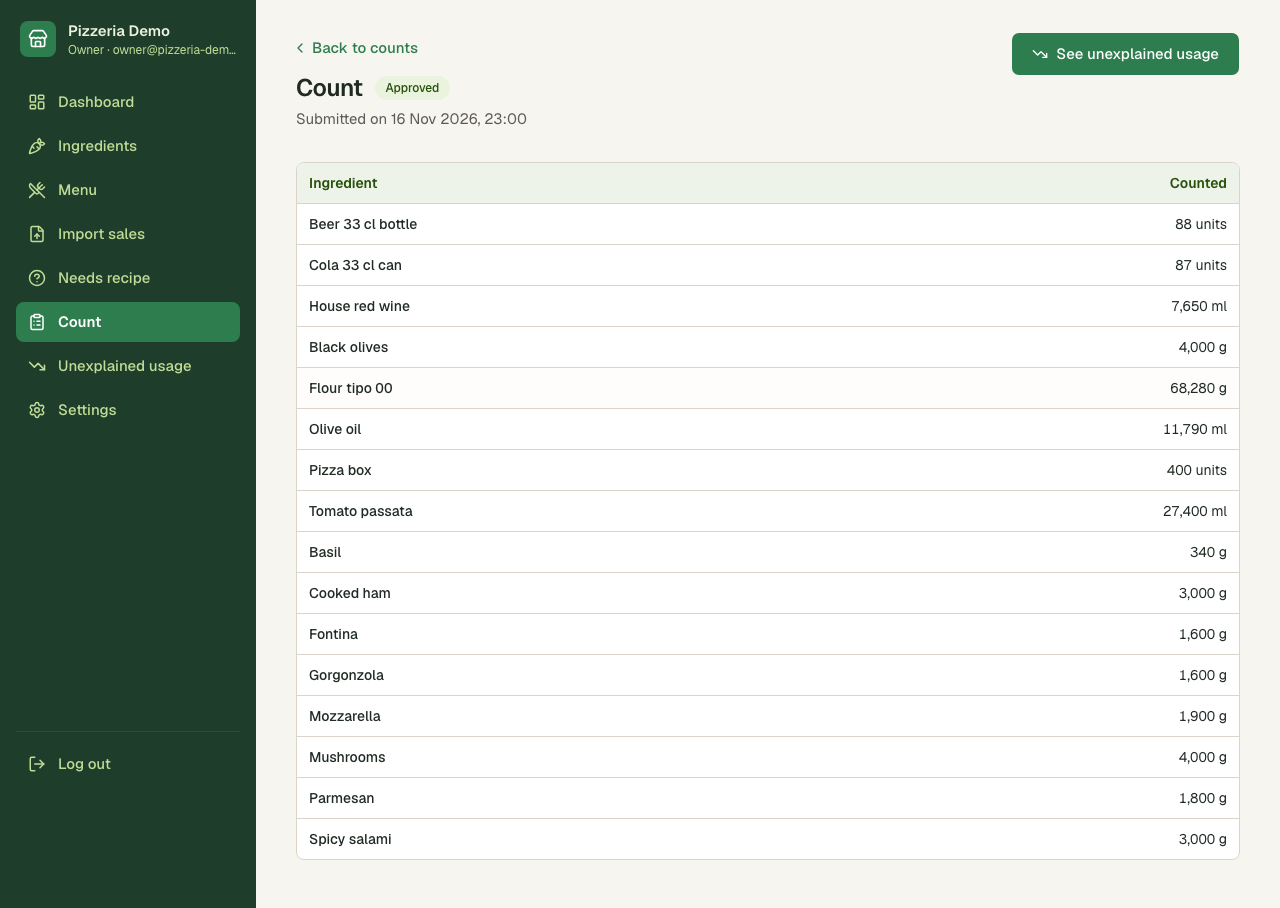 Pizzeria Demo
Owner · owner@pizzeria-dem…
Dashboard
Ingredients
Menu
Import sales
Needs recipe
Count
Unexplained usage
Settings
Log out
Back to counts
See unexplained usage
Count Approved
Submitted on 16 Nov 2026, 23:00
Ingredient Counted
Beer 33 cl bottle 88 units
Cola 33 cl can 87 units
House red wine 7,650 ml
Black olives 4,000 g
Flour tipo 00 68,280 g
Olive oil 11,790 ml
Pizza box 400 units
Tomato passata 27,400 ml
Basil 340 g
Cooked ham 3,000 g
Fontina 1,600 g
Gorgonzola 1,600 g
Mozzarella 1,900 g
Mushrooms 4,000 g
Parmesan 1,800 g
Spicy salami 3,000 g